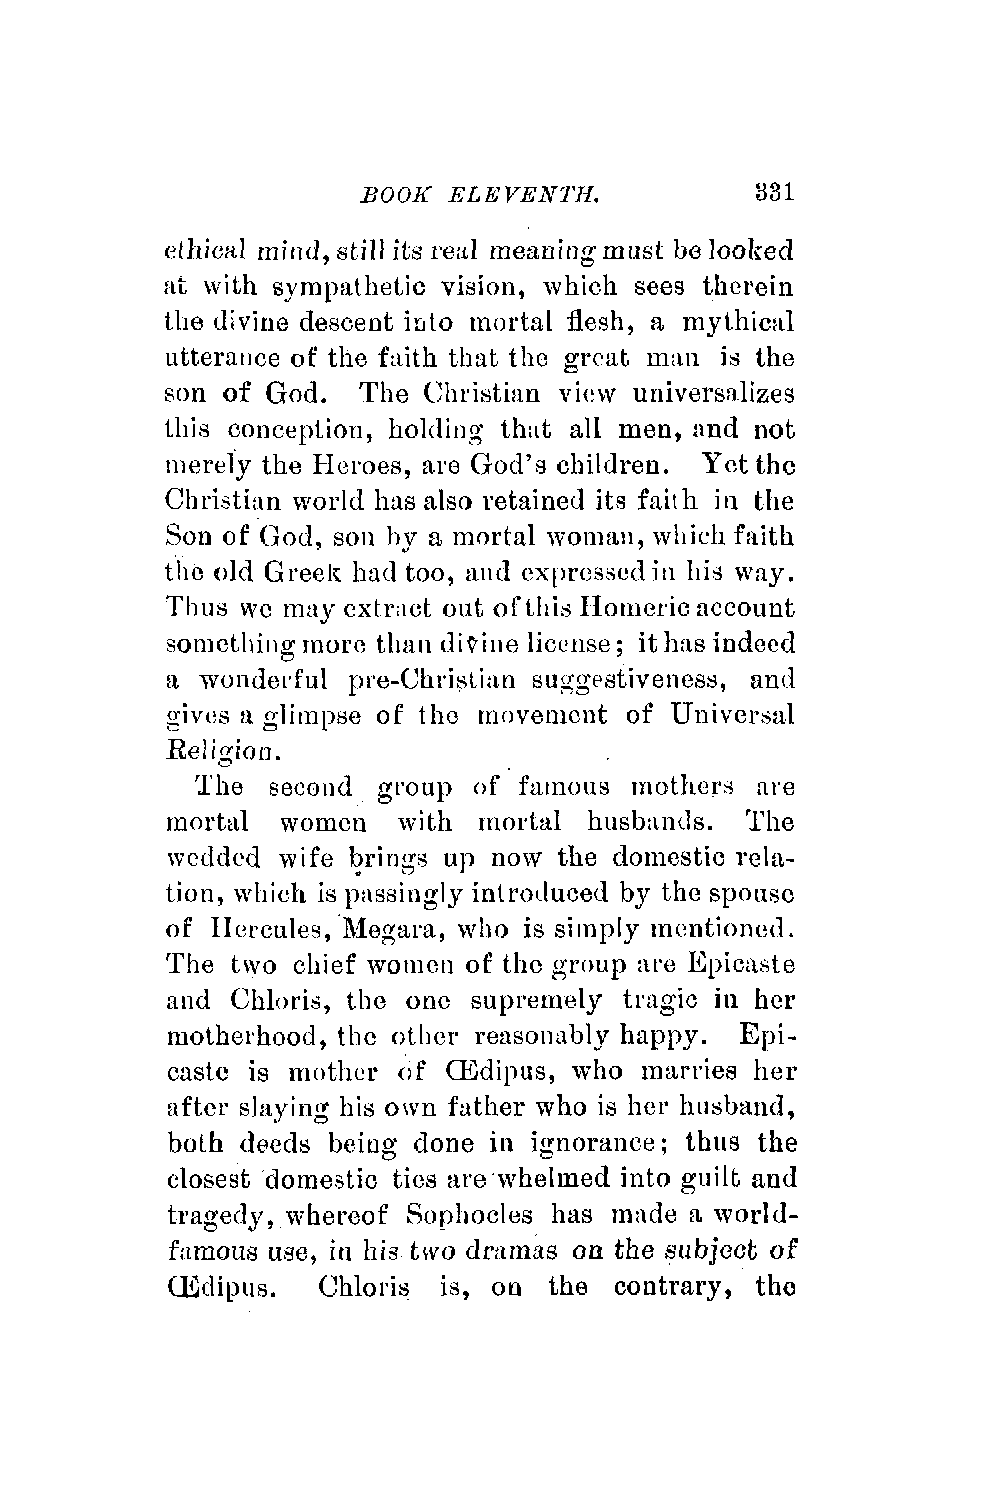 BOOK ELEVENTH. 331
ethical mind, still its real meaning must be looked
at with sympathetic vision, which sees therein
the divine descent into mortal flesh, a mythical
utterance of the faith that the great man is the
son of God. The Christian view universalizes
this conception, holding that all men, and not
merely the Heroes, are God's children. Yet the
Christian world has also retained its faith in the
Son of God, son by a mortal woman, which faith
the old Greek had too, and expressed in his way.
Thus we may extract out of this Homeric account
something more than divine license; it has indeed
a wonderful pre-Christian suggestiveness, and
gives a glimpse of the movement of Universal
Religion.
The second group of famous mothers are
mortal women with mortal husbands. The
wedded wife brings up now the domestic rela-
tion, which is passingly introduced by the spouse
of Hercules, Megara, who is simply mentioned.
The two chief women of the group are Epicaste
and Chloris, the one supremely tragic in her
motherhood, the other reasonably happy. Epi-
caste is mother of Œdipus, who marries her
after slaying his own father who is her husband,
both deeds being done in ignorance; thus the
closest domestic ties are whelmed into guilt and
tragedy, whereof Sophocles has made a world-
famous use, in his two dramas on the subject of
Œdipus. Chloris is, on the contrary, the